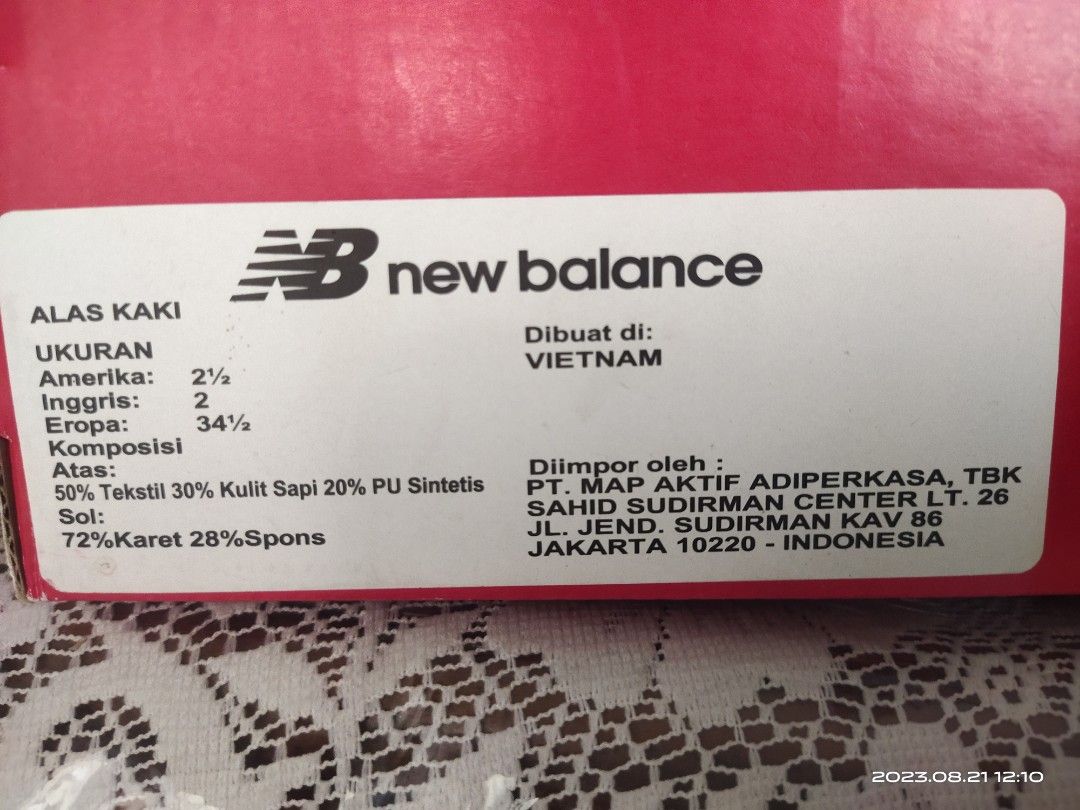 NB new balance
ALAS KAKI
UKURAN
Amerika: 2½
Inggris: 2
Eropa: 34½
Komposisi
Atas:
50% Tekstil 30% Kulit Sapi 20% PU Sintetis
Sol:
72%Karet 28%Spons
Dibuat di:
VIETNAM
Diimpor oleh :
PT. MAP AKTIF ADIPERKASA, TBK
SAHID SUDIRMAN CENTER LT. 26
JL. JEND. SUDIRMAN KAV 86
JAKARTA 10220 - INDONESIA
2023.08.21 12:10